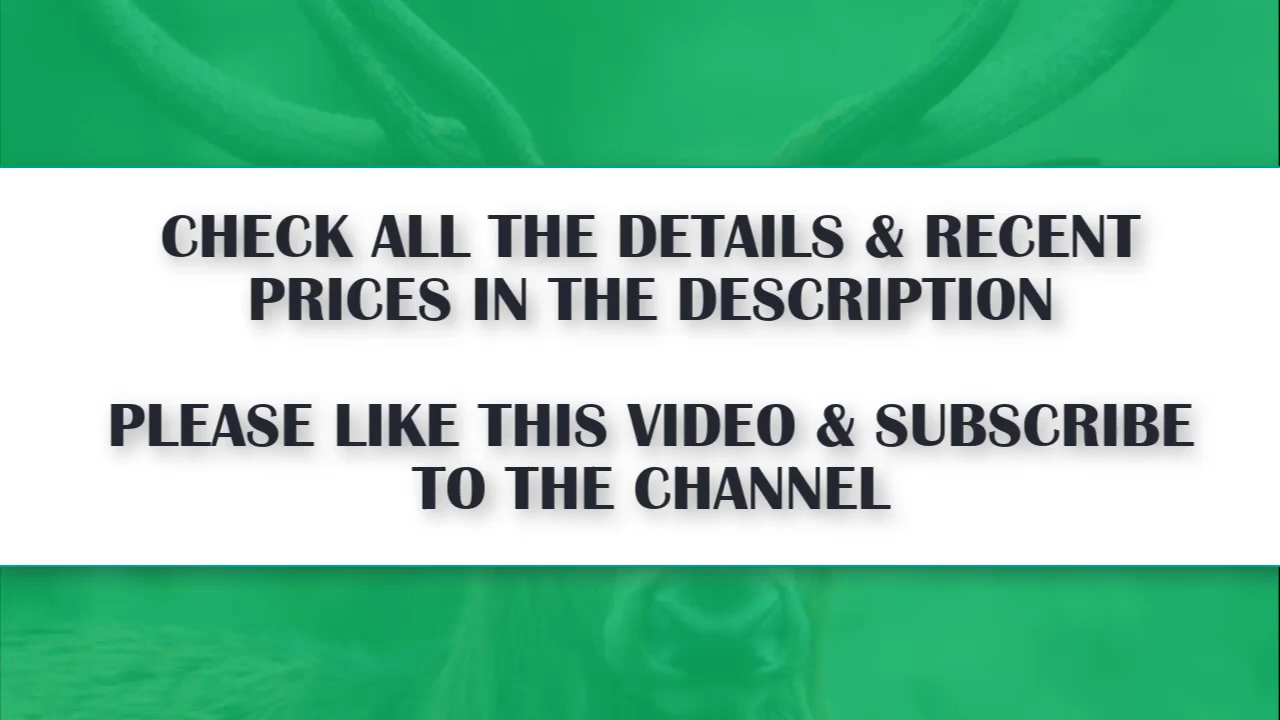 CHECK ALL THE DETAILS & RECENT
PRICES IN THE DESCRIPTION
PLEASE LIKE THIS VIDEO & SUBSCRIBE
TO THE CHANNEL